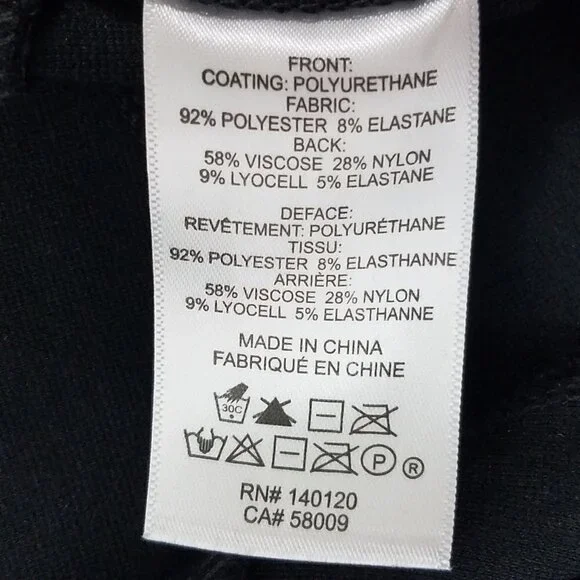 FRONT:
COATING: POLYURETHANE
FABRIC:
92% POLYESTER 8% ELASTANE
BACK:
58% VISCOSE 28% NYLON
9% LYOCELL 5% ELASTANE
DEFACE:
REVÊTEMENT: POLYURÉTHANE
TISSU:
92% POLYESTER 8% ELASTHANNE
ARRIÈRE:
58% VISCOSE 28% NYLON
9% LYOCELL 5% ELASTHANNE
MADE IN CHINA
FABRIQUÉ EN CHINE
30C
P ®
RN# 140120
CA# 58009